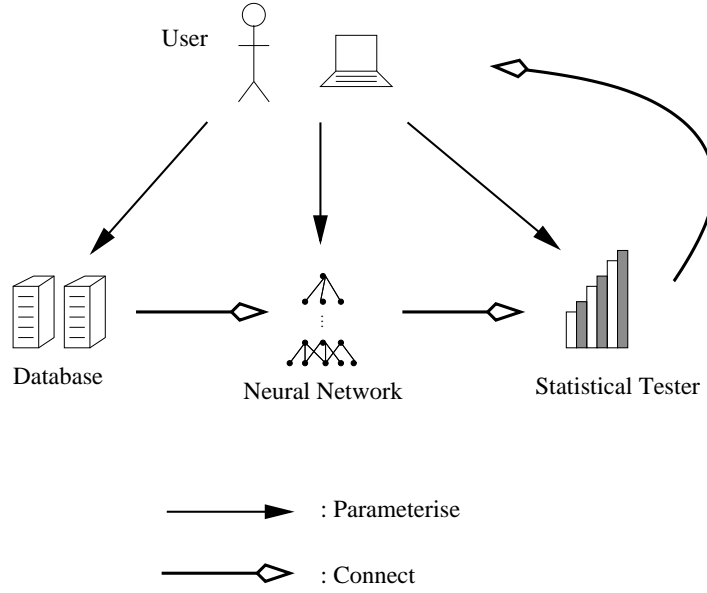 User
Database
Neural Network
Statistical Tester
: Parameterise
: Connect